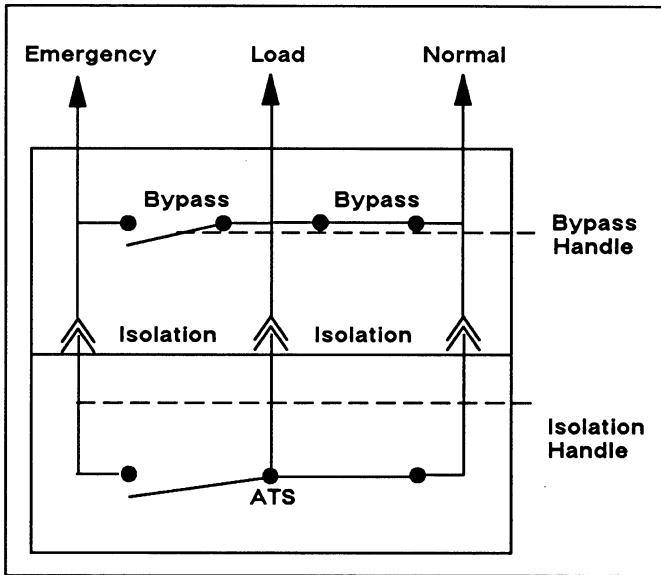 Emergency Load Normal
Bypass Bypass
Bypass
Handle
Isolation Isolation
Isolation
Handle
ATS